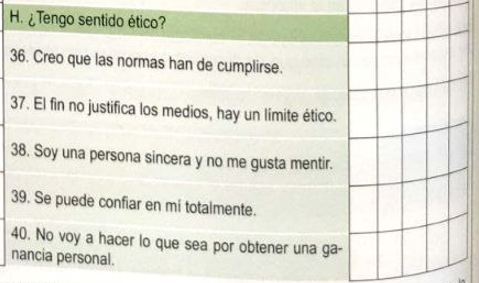 H. ¿Tengo sentido ético?
36. Creo que las normas han de cumplirse.
37. El fin no justifica los medios, hay un límite ético.
38. Soy una persona sincera y no me gusta mentir.
39. Se puede confiar en mí totalmente.
40. No voy a hacer lo que sea por obtener una ga-
nancia personal.